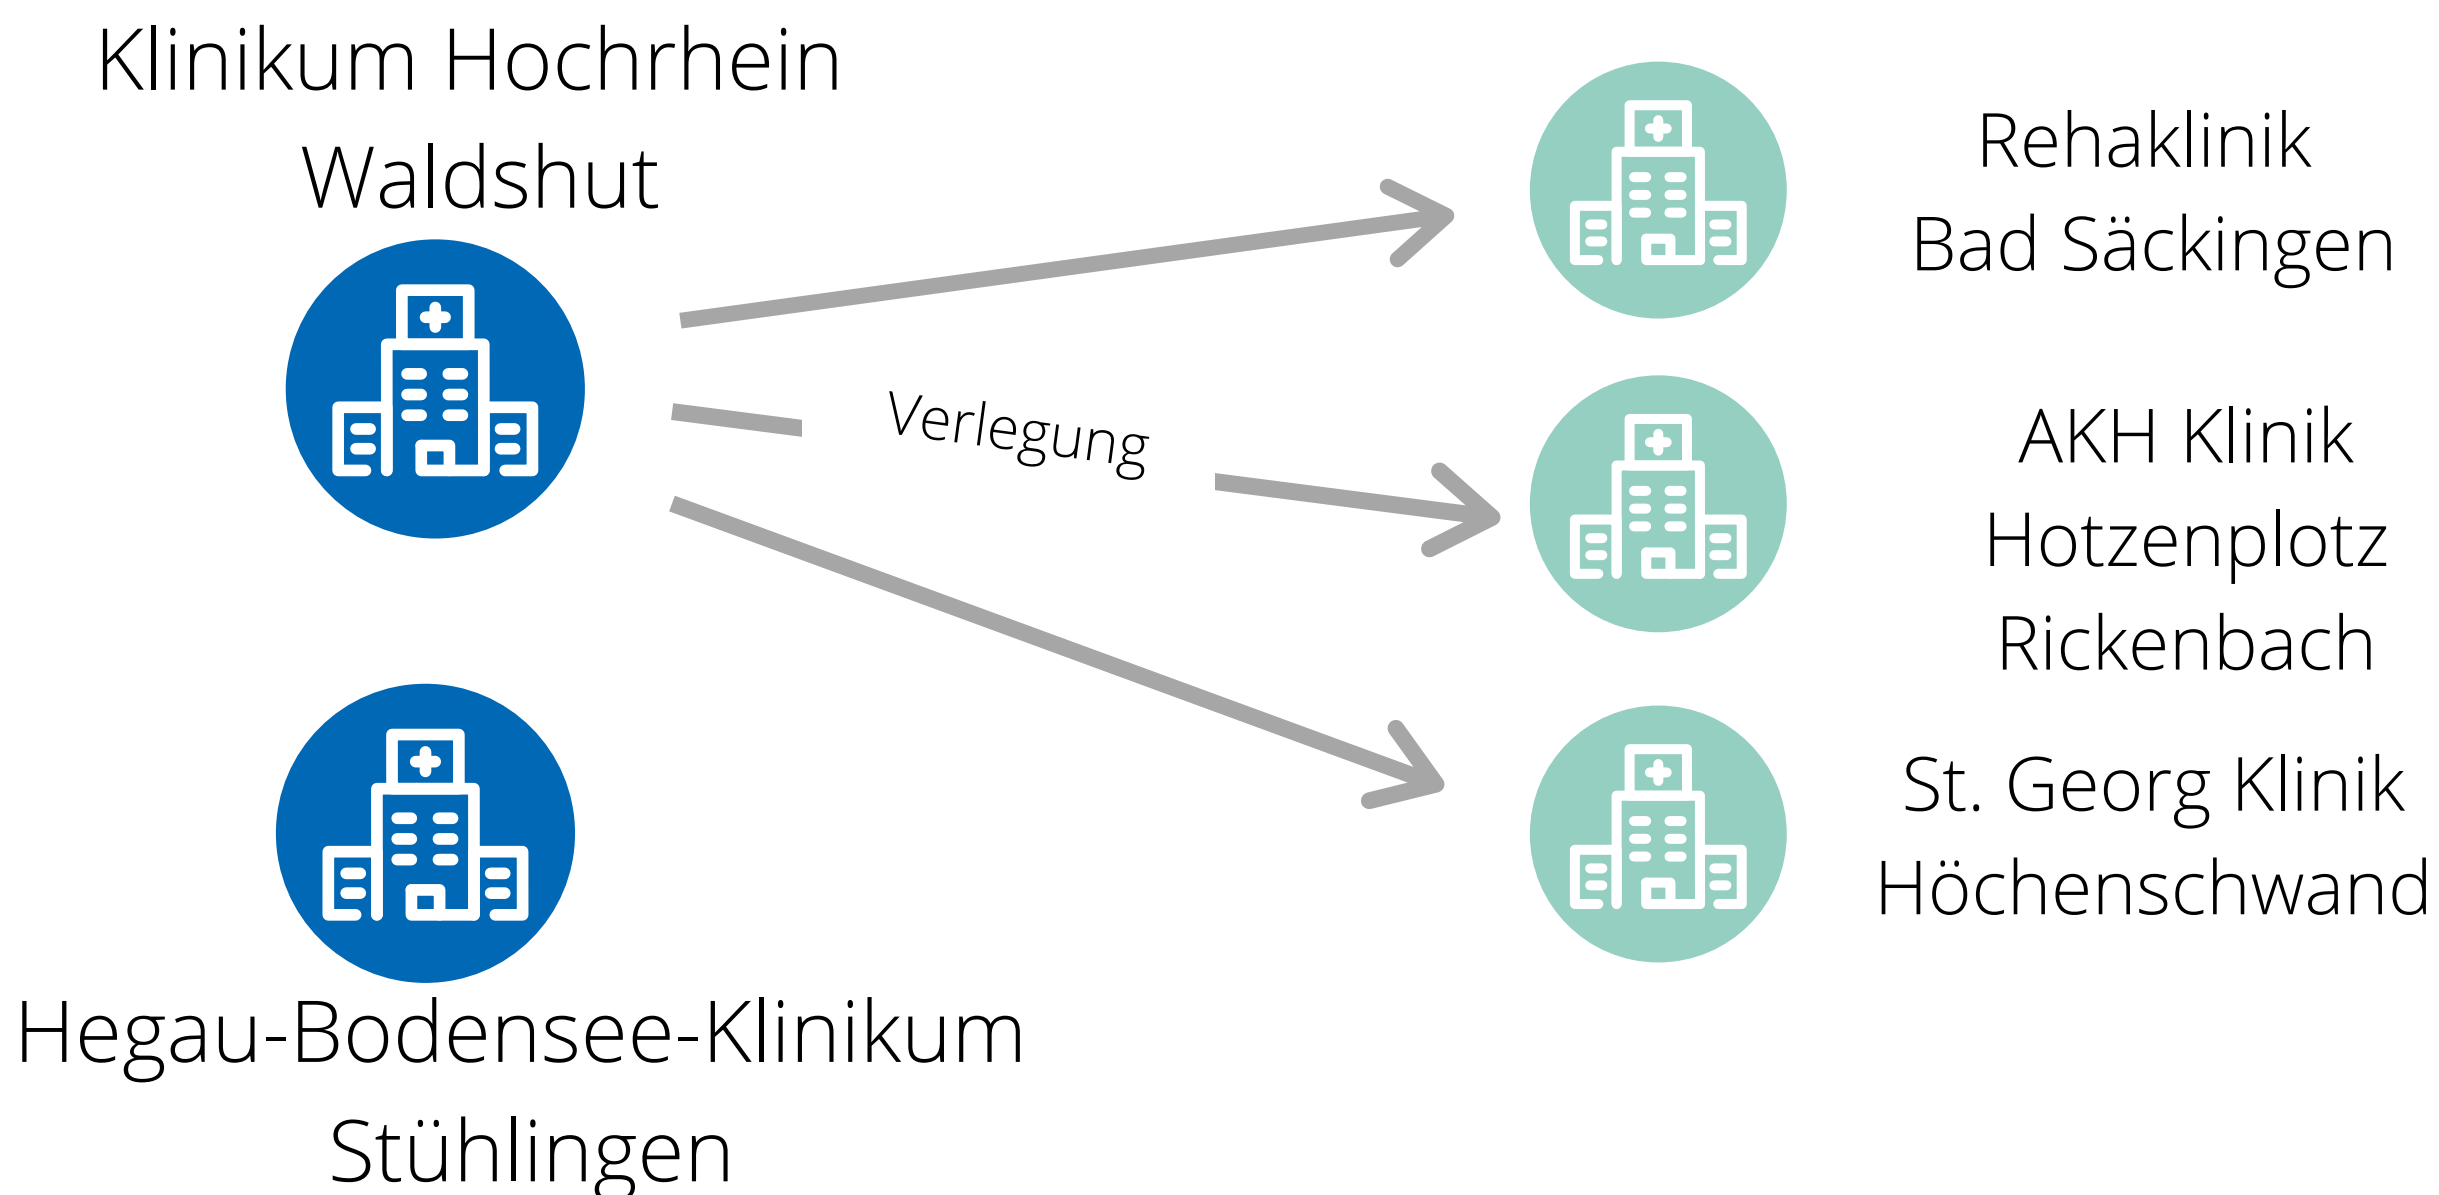 Klinikum Hochrhein
Waldshut
Verlegung
Hegau-Bodensee-Klinikum
Stühlingen
Rehaklinik
Bad Säckingen
AKH Klinik
Hotzenplotz
Rickenbach
St. Georg Klinik
Höchenschwand